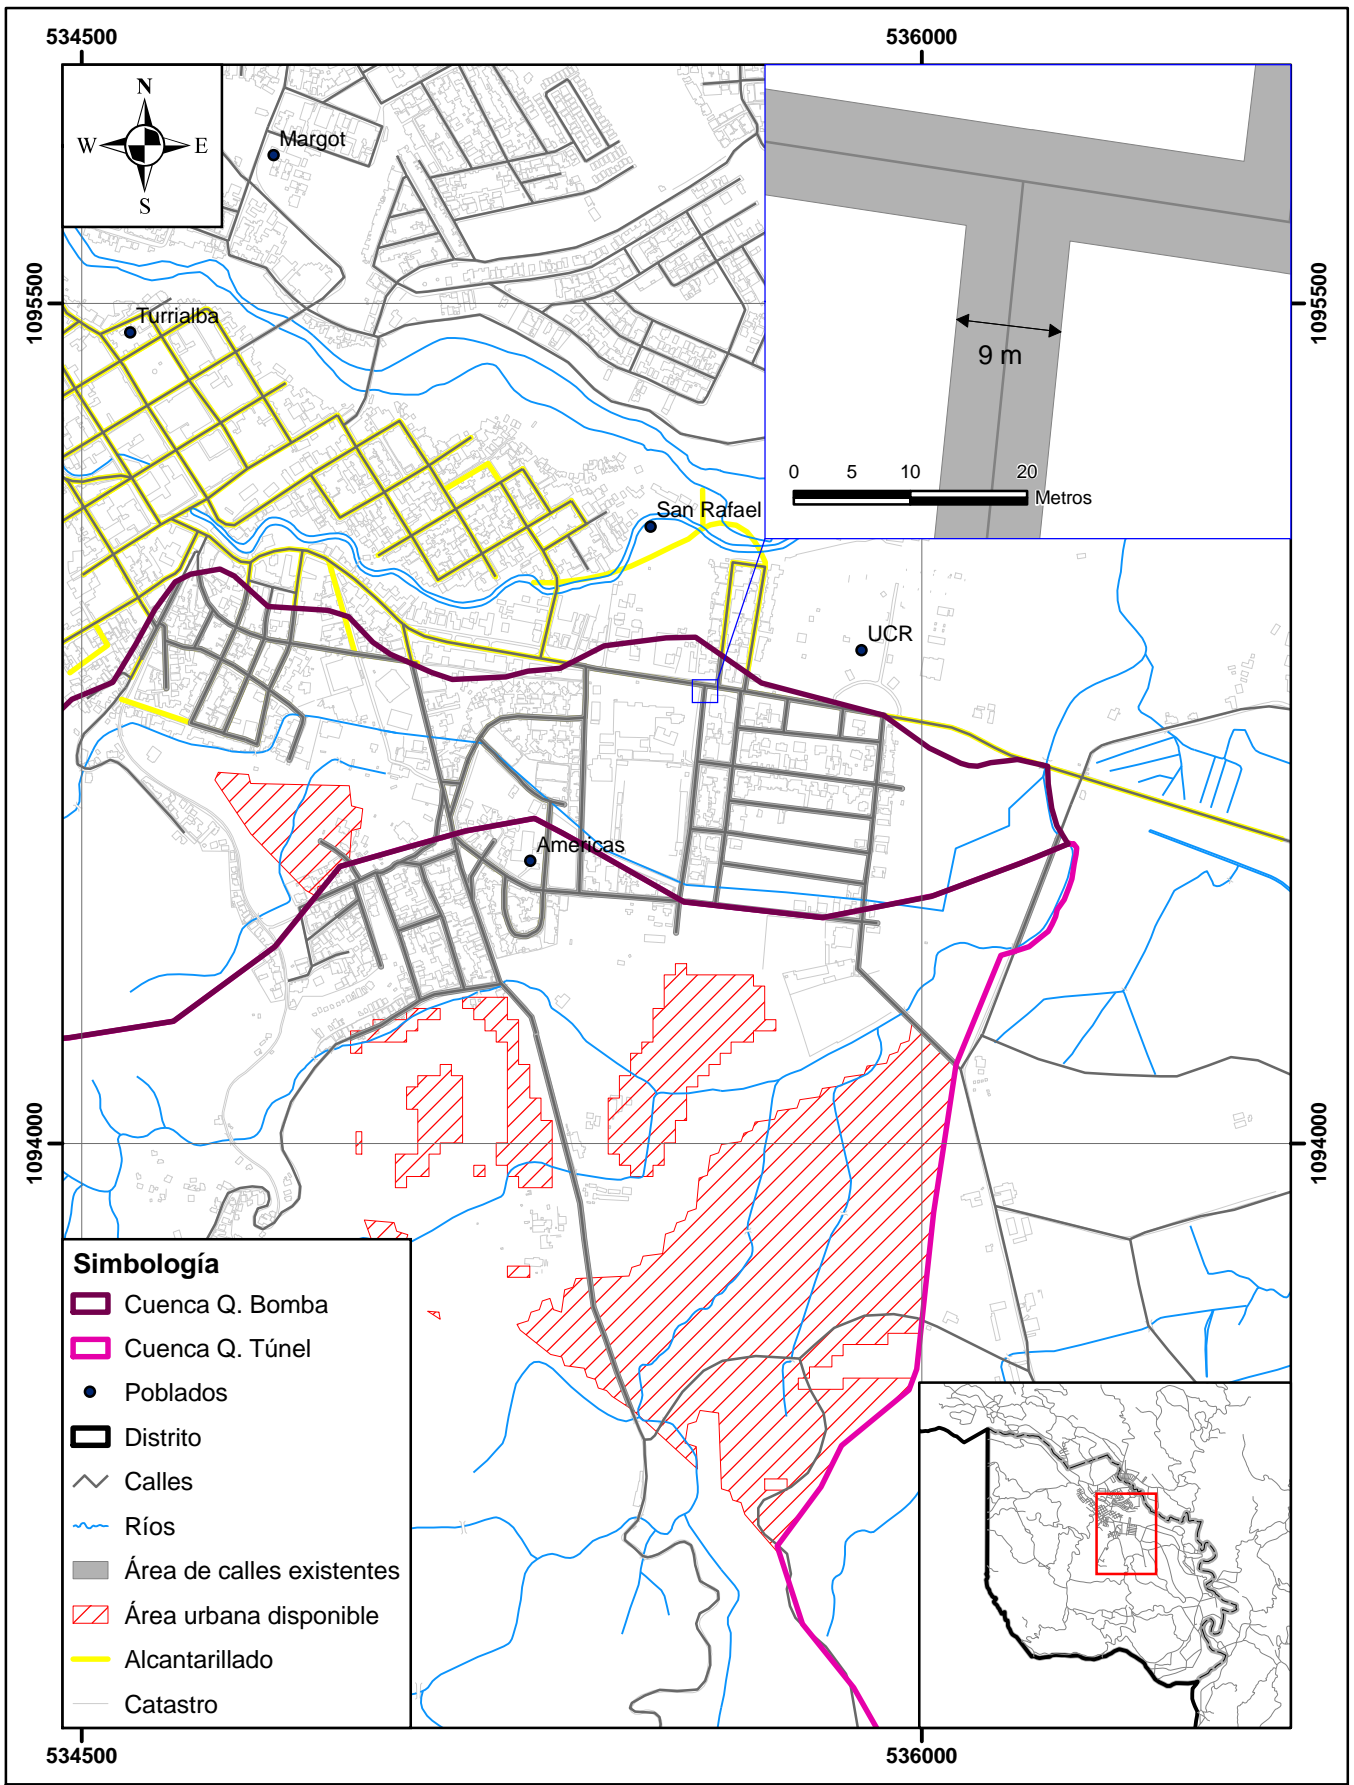 534500
536000
N
W
E
S
Margot
1095500
1095500
Turrialba
9 m
0
5
10
20
Metros
San Rafael
UCR
Americas
1094000
1094000
Simbología
Cuenca Q. Bomba
Cuenca Q. Túnel
Poblados
Distrito
Calles
Ríos
Área de calles existentes
Área urbana disponible
Alcantarillado
Catastro
534500
536000